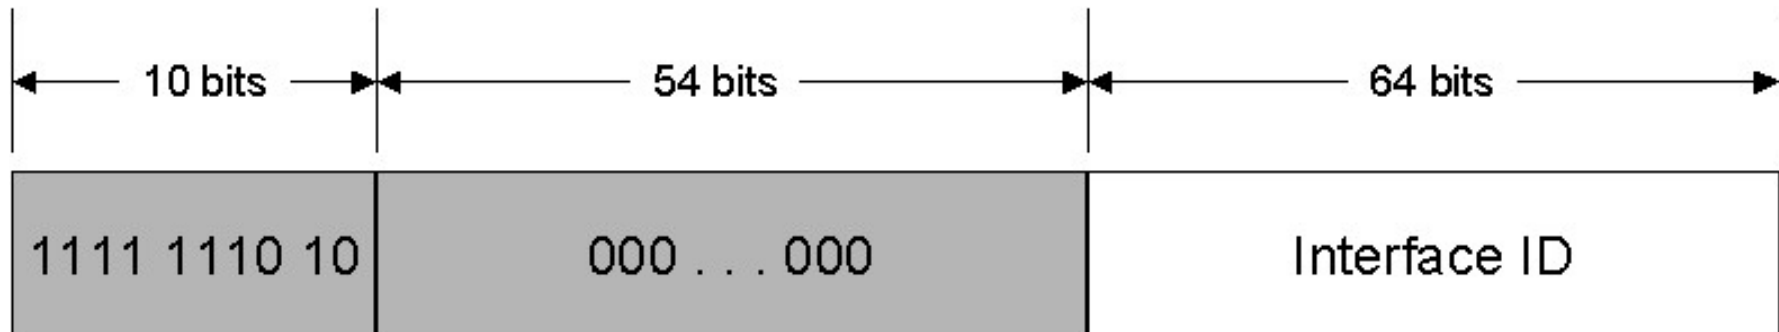 10 bits 54 bits 64 bits
1111 1110 10 000 . . . 000 Interface ID